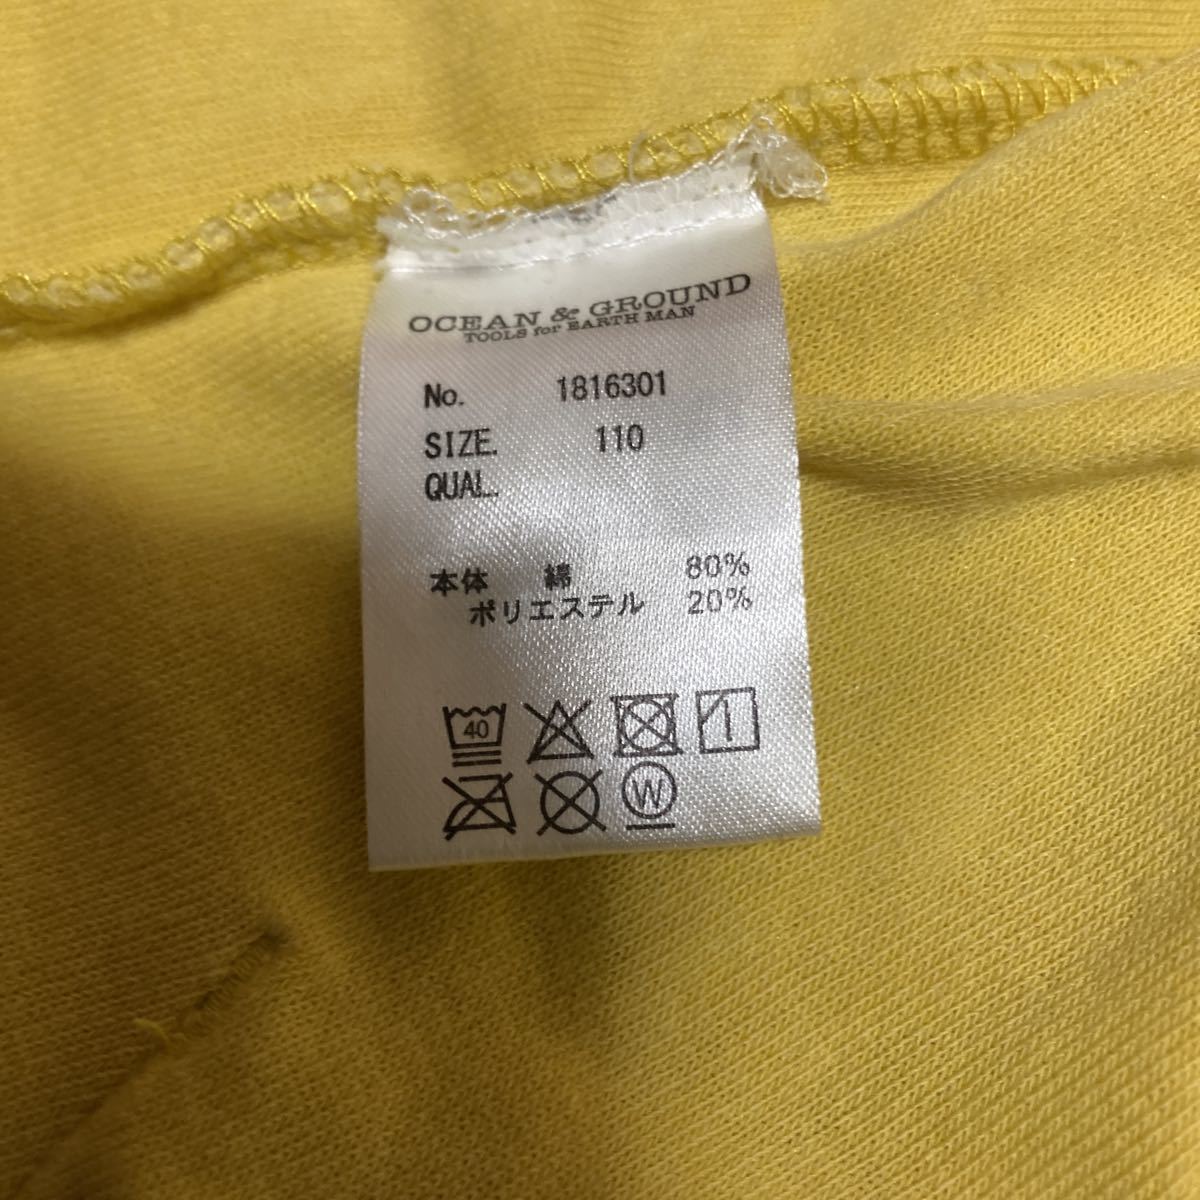 OCEAN & GROUND
TOOLS for EARTH MAN
No. 1816301
SIZE. 110
QUAL.
本体 綿 80%
ポリエステル 20%
40
W